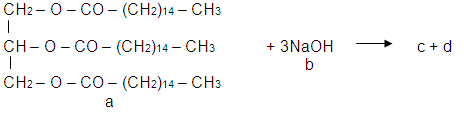 CH2 – O – CO – (CH2)14 – CH3
CH – O – CO – (CH2)14 – CH3 + 3NaOH c + d
CH2 – O – CO – (CH2)14 – CH3 b
a